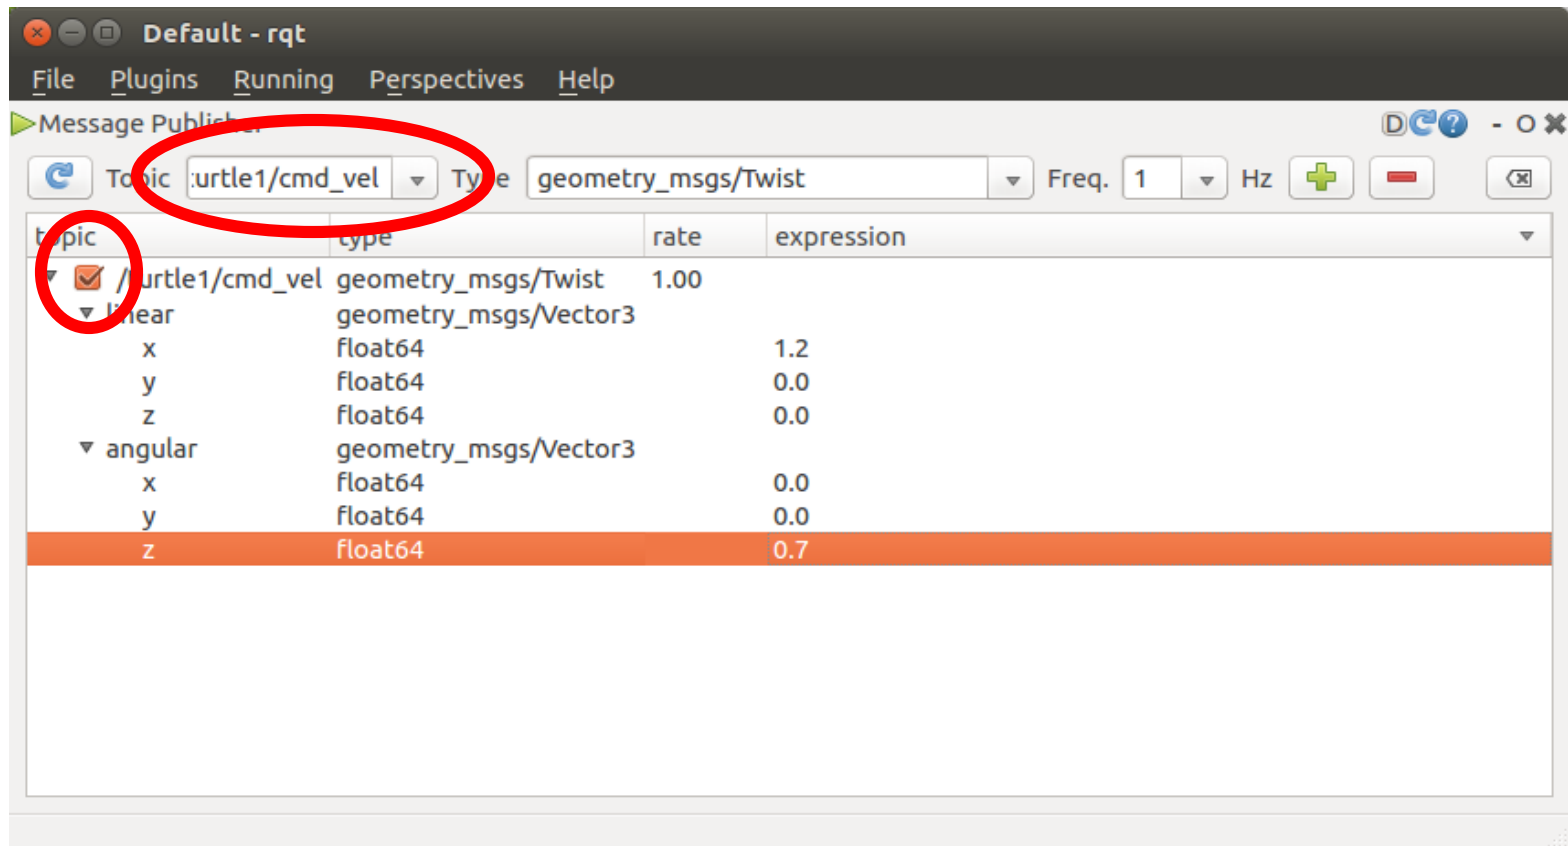 Default - rqt
File Plugins Running Perspectives Help
Message Publisher
D ? - O ✖
Topic :urtle1/cmd_vel Type geometry_msgs/Twist Freq. 1 Hz
topic type rate expression
/turtle1/cmd_vel geometry_msgs/Twist 1.00
linear geometry_msgs/Vector3
x float64 1.2
y float64 0.0
z float64 0.0
angular geometry_msgs/Vector3
x float64 0.0
y float64 0.0
z float64 0.7